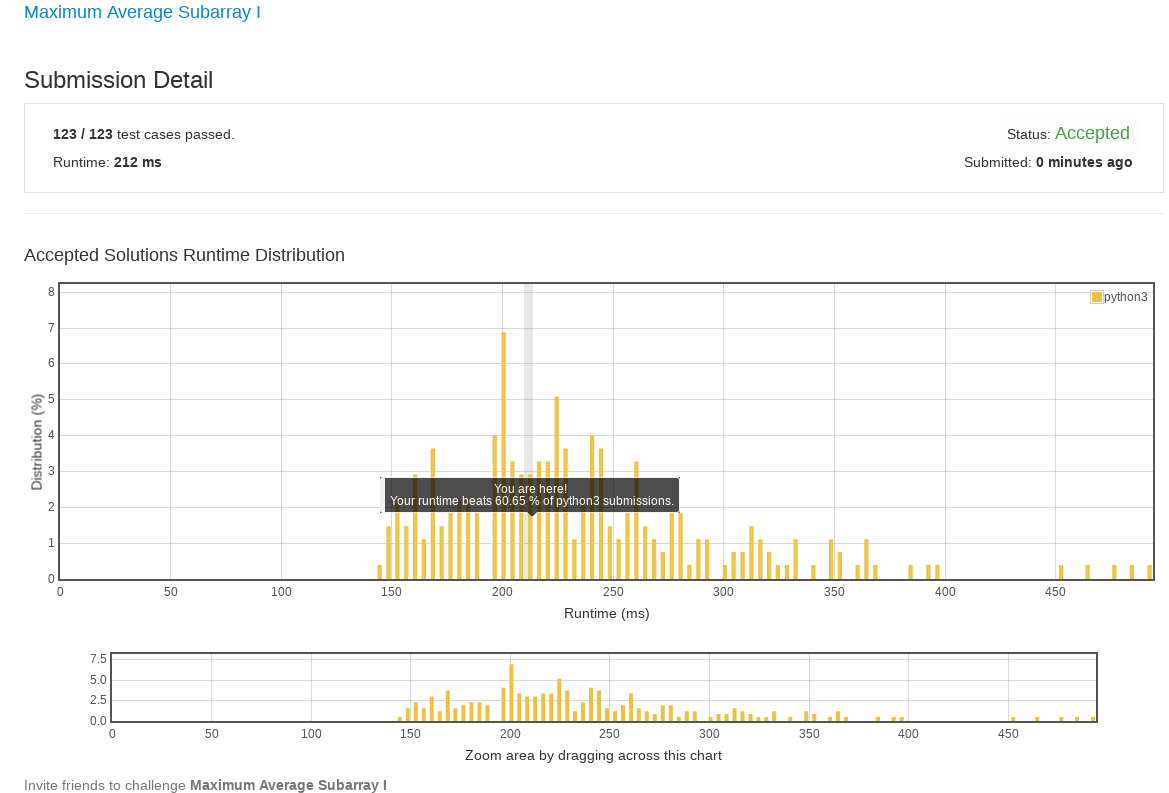 Maximum Average Subarray I
Submission Detail
123 / 123 test cases passed.
Status: Accepted
Runtime: 212 ms
Submitted: 0 minutes ago
Accepted Solutions Runtime Distribution
python3
8
7
6
5
4
3
2
1
0
Distribution (%)
You are here!
Your runtime beats 60.65 % of python3 submissions.
0 50 100 150 200 250 300 350 400 450
Runtime (ms)
7.5
5.0
2.5
0.0
0 50 100 150 200 250 300 350 400 450
Zoom area by dragging across this chart
Invite friends to challenge Maximum Average Subarray I